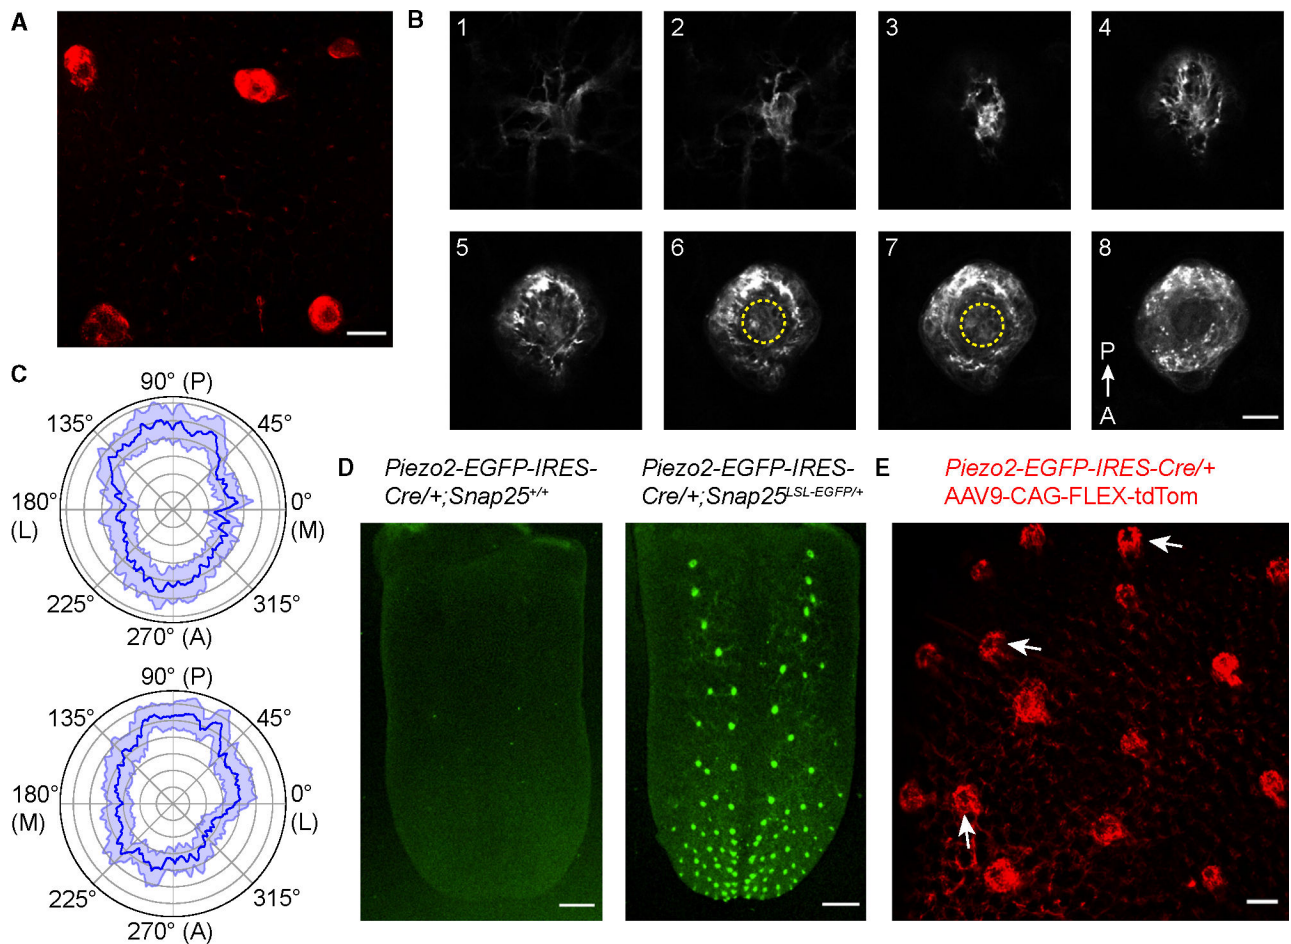 A
B
1
2
3
4
5
6
7
8
P
A
C
90° (P)
135°
45°
180°
(L)
0°
(M)
225°
315°
270° (A)
90° (P)
135°
45°
180°
(M)
0°
(L)
225°
315°
270° (A)
D
Piezo2-EGFP-IRES-
Cre/+;Snap25+/+
Piezo2-EGFP-IRES-
Cre/+;Snap25LSL-EGFP/+
E
Piezo2-EGFP-IRES-Cre/+
AAV9-CAG-FLEX-tdTom